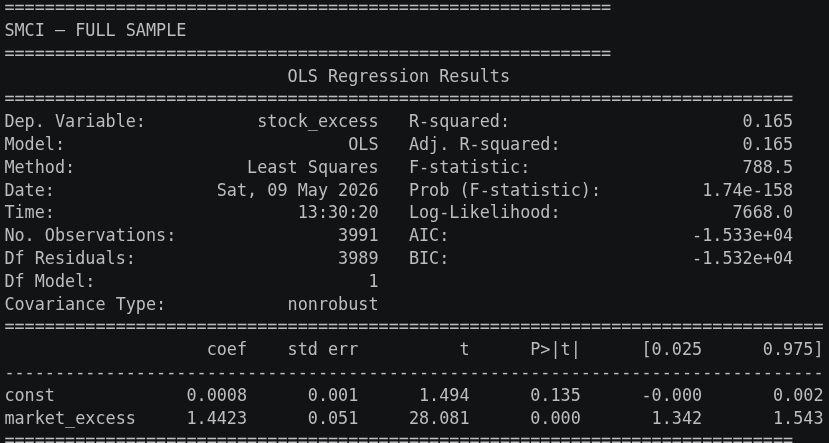 ============================================================
SMCI — FULL SAMPLE
============================================================
                            OLS Regression Results
==============================================================================
Dep. Variable:           stock_excess   R-squared:                       0.165
Model:                            OLS   Adj. R-squared:                  0.165
Method:                 Least Squares   F-statistic:                     788.5
Date:                Sat, 09 May 2026   Prob (F-statistic):          1.74e-158
Time:                        13:30:20   Log-Likelihood:                 7668.0
No. Observations:                3991   AIC:                        -1.533e+04
Df Residuals:                    3989   BIC:                        -1.532e+04
Df Model:                           1
Covariance Type:            nonrobust
=================================================================================
                    coef    std err          t      P>|t|      [0.025      0.975]
---------------------------------------------------------------------------------
const             0.0008      0.001      1.494      0.135      -0.000       0.002
market_excess     1.4423      0.051     28.081      0.000       1.342       1.543
=================================================================================